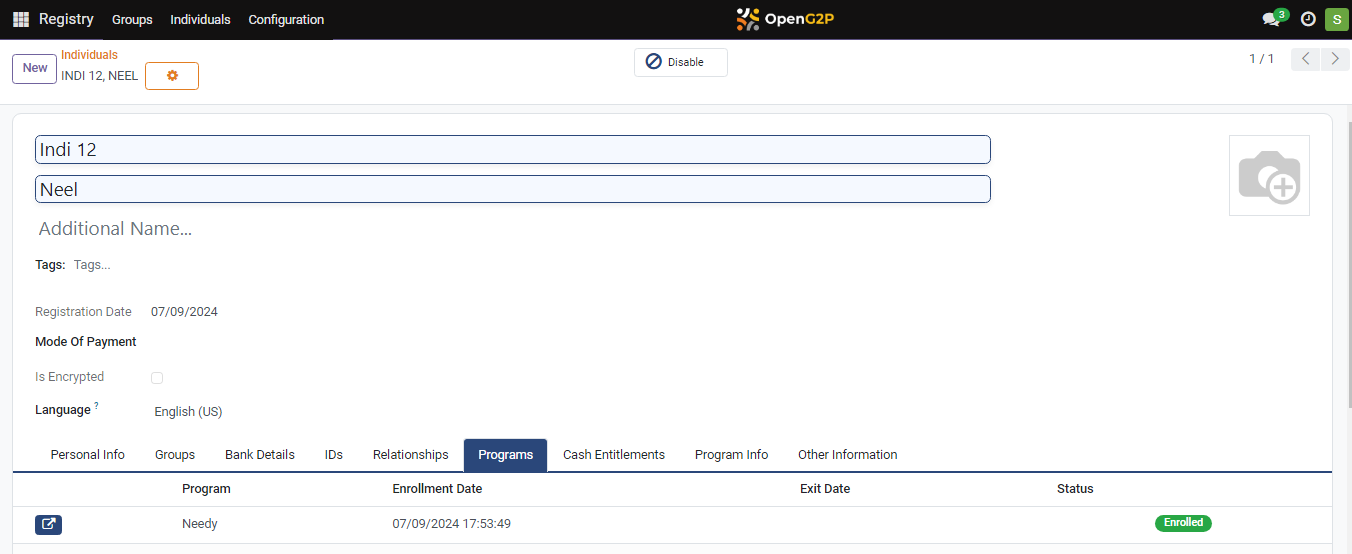 Registry Groups Individuals Configuration OpenG2P 3 S
New Individuals Disable 1 / 1
INDI 12, NEEL
Indi 12
Neel
Additional Name...
Tags: Tags...
Registration Date 07/09/2024
Mode Of Payment
Is Encrypted
Language ? English (US)
Personal Info Groups Bank Details IDs Relationships Programs Cash Entitlements Program Info Other Information
Program Enrollment Date Exit Date Status
Needy 07/09/2024 17:53:49 Enrolled